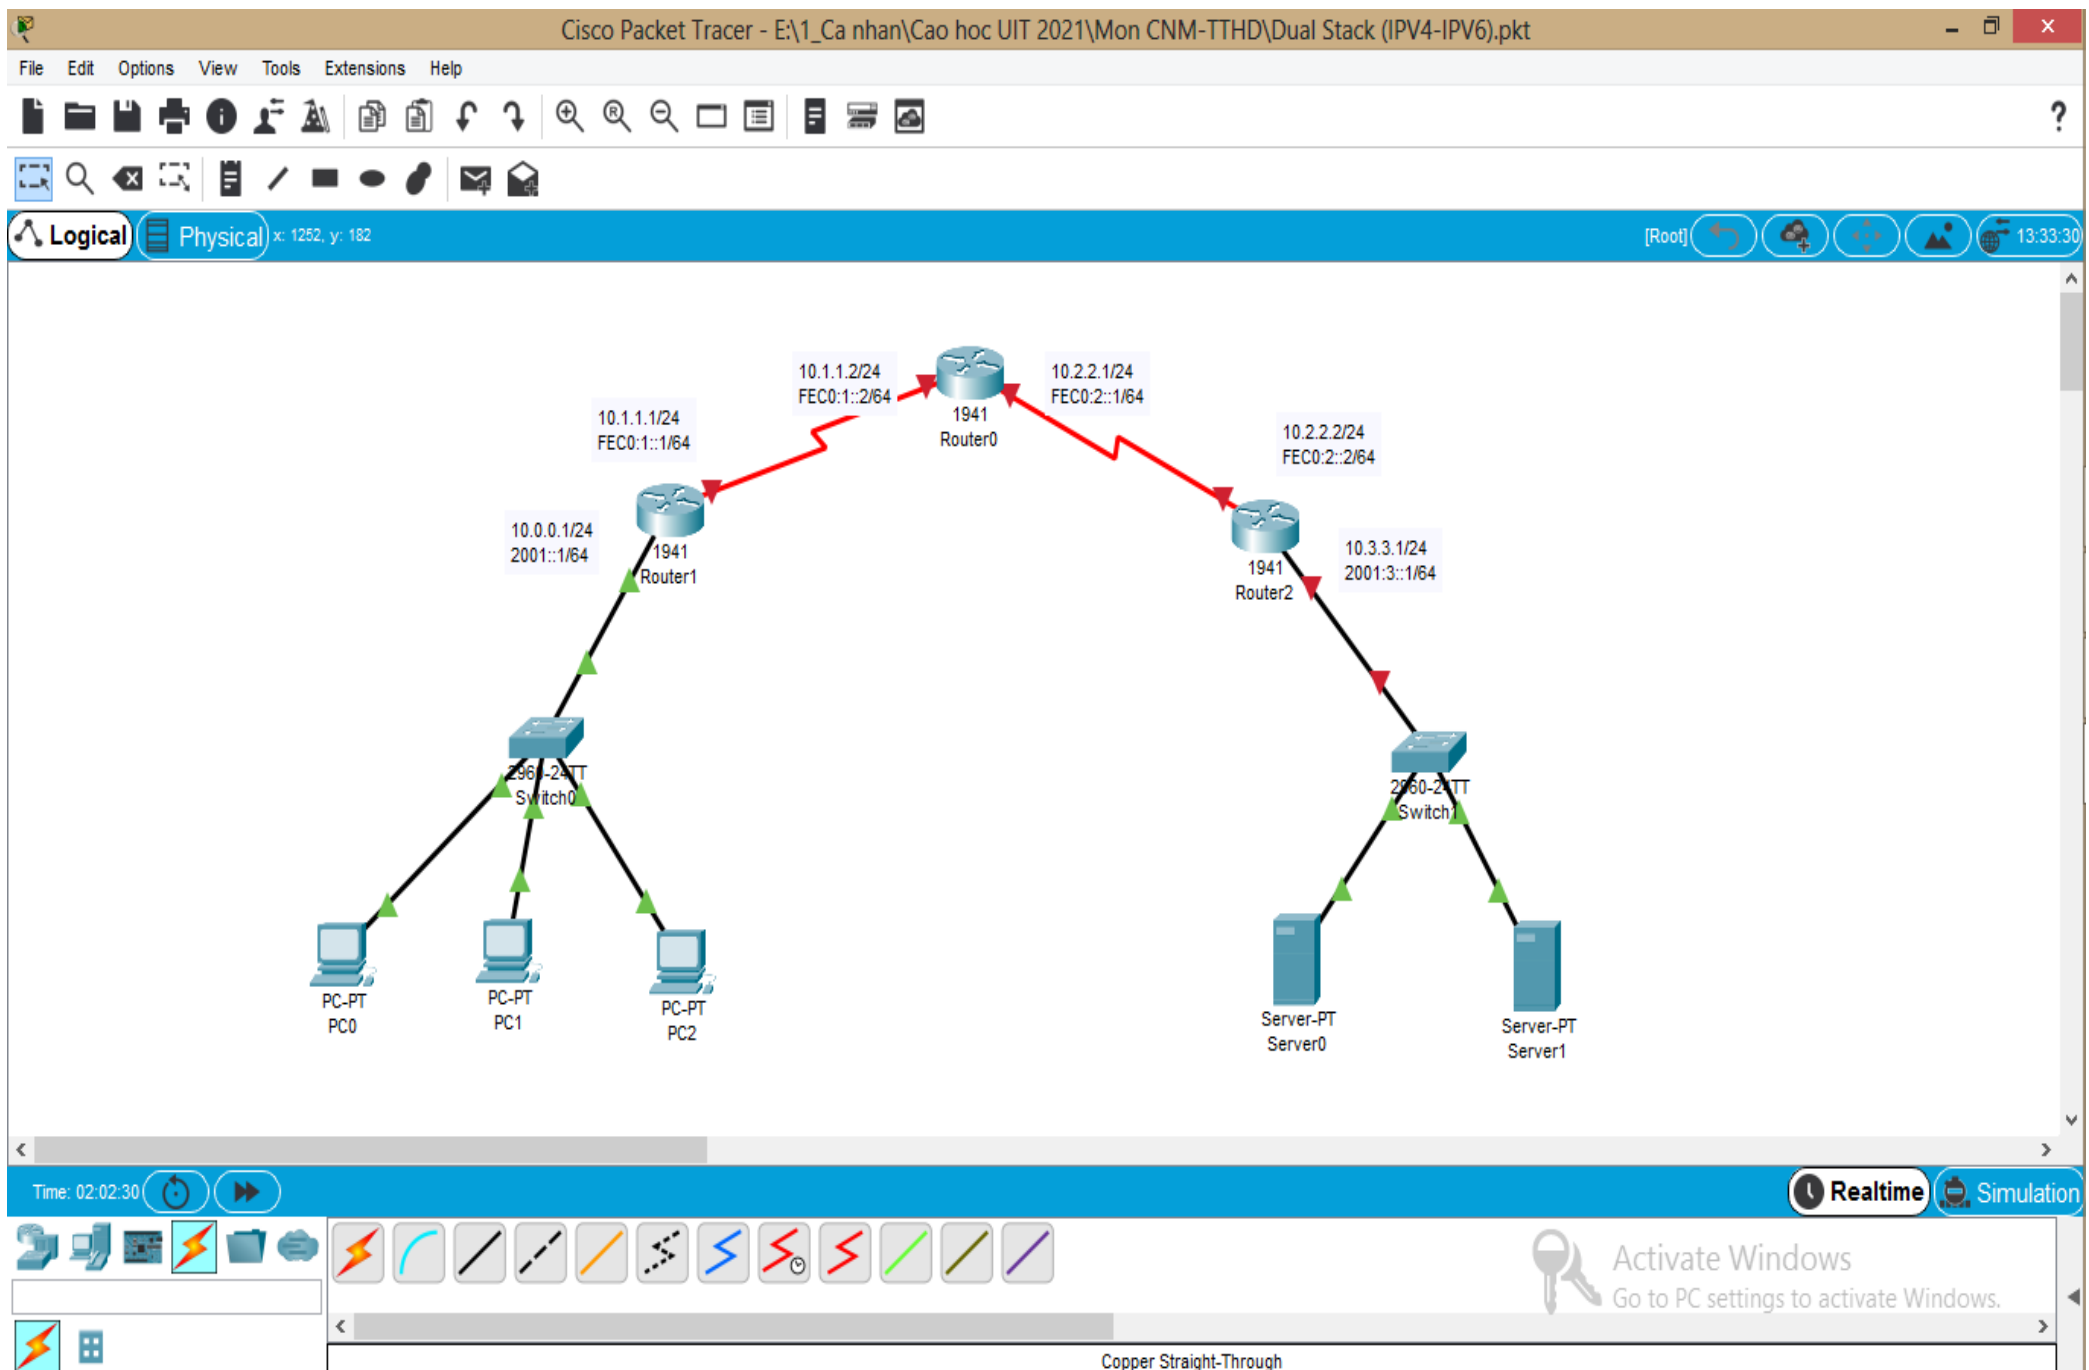 Cisco Packet Tracer - E:\1_Ca nhan\Cao hoc UIT 2021\Mon CNM-TTHD\Dual Stack (IPV4-IPV6).pkt
File Edit Options View Tools Extensions Help
Logical Physical x: 1252, y: 182 [Root] 13:33:30
10.1.1.2/24
FEC0:1::2/64
10.2.2.1/24
FEC0:2::1/64
1941
Router0
10.1.1.1/24
FEC0:1::1/64
10.2.2.2/24
FEC0:2::2/64
10.0.0.1/24
2001::1/64
1941
Router1
1941
Router2
10.3.3.1/24
2001:3::1/64
2960-24TT
Switch0
2960-24TT
Switch1
PC-PT
PC0
PC-PT
PC1
PC-PT
PC2
Server-PT
Server0
Server-PT
Server1
Time: 02:02:30 Realtime Simulation
Activate Windows
Go to PC settings to activate Windows.
Copper Straight-Through